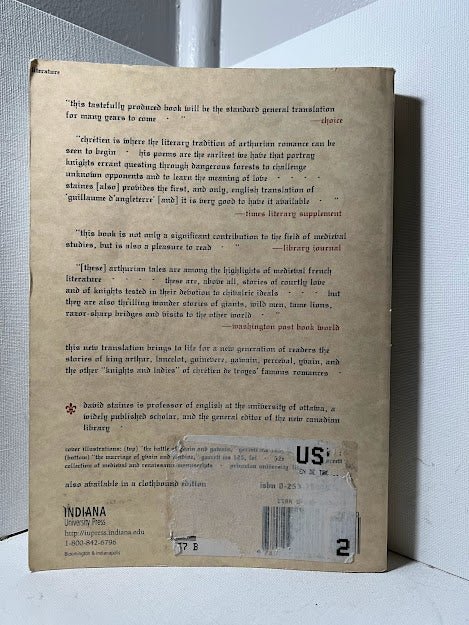 literature
"this tastefully produced book will be the standard general translation
for many years to come . "
—choice
"chrétien is where the literary tradition of arthurian romance can be
seen to begin . his poems are the earliest we have that portray
knights errant questing through dangerous forests to challenge
unknown opponents and to learn the meaning of love . . . .
staines [also] provides the first, and only, english translation of
'guillaume d'angleterre' [and] it is very good to have it available . "
—times literary supplement
"this book is not only a significant contribution to the field of medieval
studies, but is also a pleasure to read . " —library journal
"[these] arthurian tales are among the highlights of medieval french
literature . . . . these are, above all, stories of courtly love
and of knights tested in their devotion to chivalric ideals . . . . but
they are also thrilling wonder stories of giants, wild men, tame lions,
razor-sharp bridges and visits to the other world . "
—washington post book world
this new translation brings to life for a new generation of readers the
stories of king arthur, lancelot, guinevere, gawain, perceval, yvain, and
the other "knights and ladies" of chrétien de troyes' famous romances .
david staines is professor of english at the university of ottawa, a
widely published scholar, and the general editor of the new canadian
library .
cover illustrations: (top) "the battle of yvain and gawain,"
(bottom) "the marriage of yvain and
collection of medieval and renaissance manuscripts . princeton university
also available in a clothbound edition
US
isbn 0-253
INDIANA
University Press
http://iupress.indiana.edu
1-800-842-6796
Bloomington & Indianapolis
17 B
2